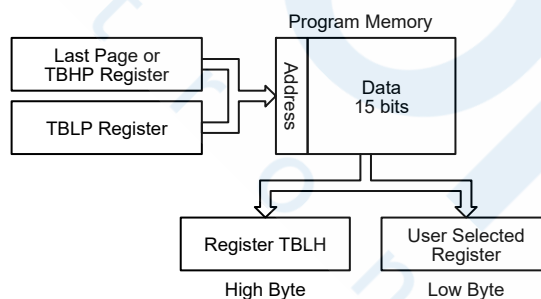 Program Memory
Last Page or
TBHP Register
TBLP Register
Address
Data
15 bits
Register TBLH
User Selected
Register
High Byte
Low Byte